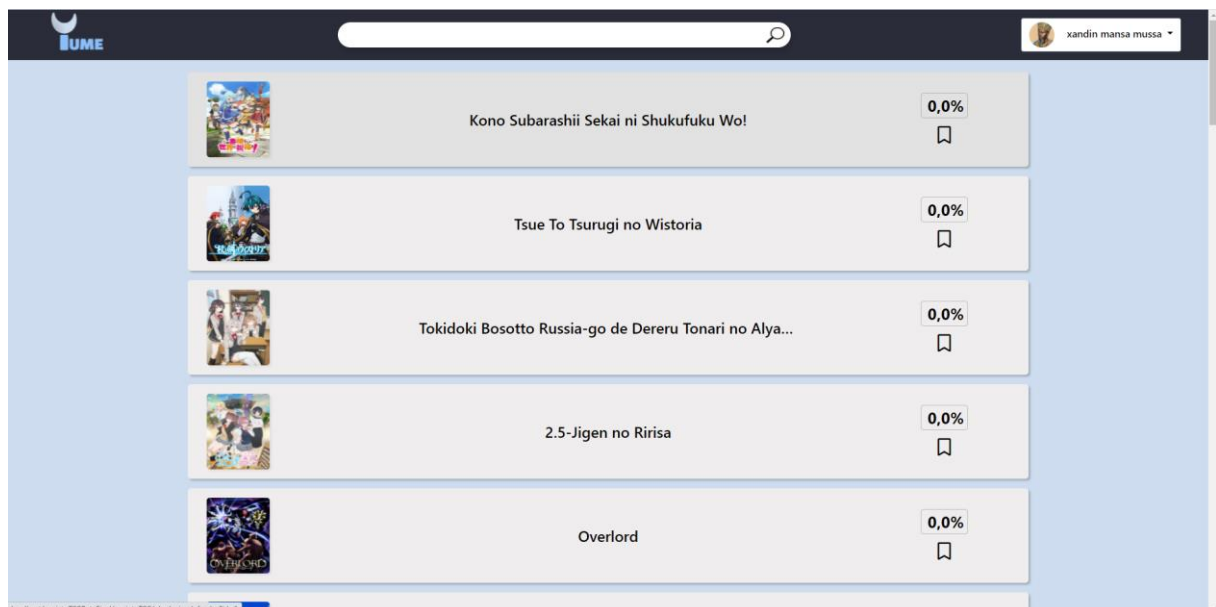 YUME
xandin mansa mussa
Kono Subarashii Sekai ni Shukufuku Wo!
0,0%
Tsue To Tsurugi no Wistoria
0,0%
Tokidoki Bosotto Russia-go de Dereru Tonari no Alya...
0,0%
2.5-Jigen no Ririsa
0,0%
OVERLORD
Overlord
0,0%